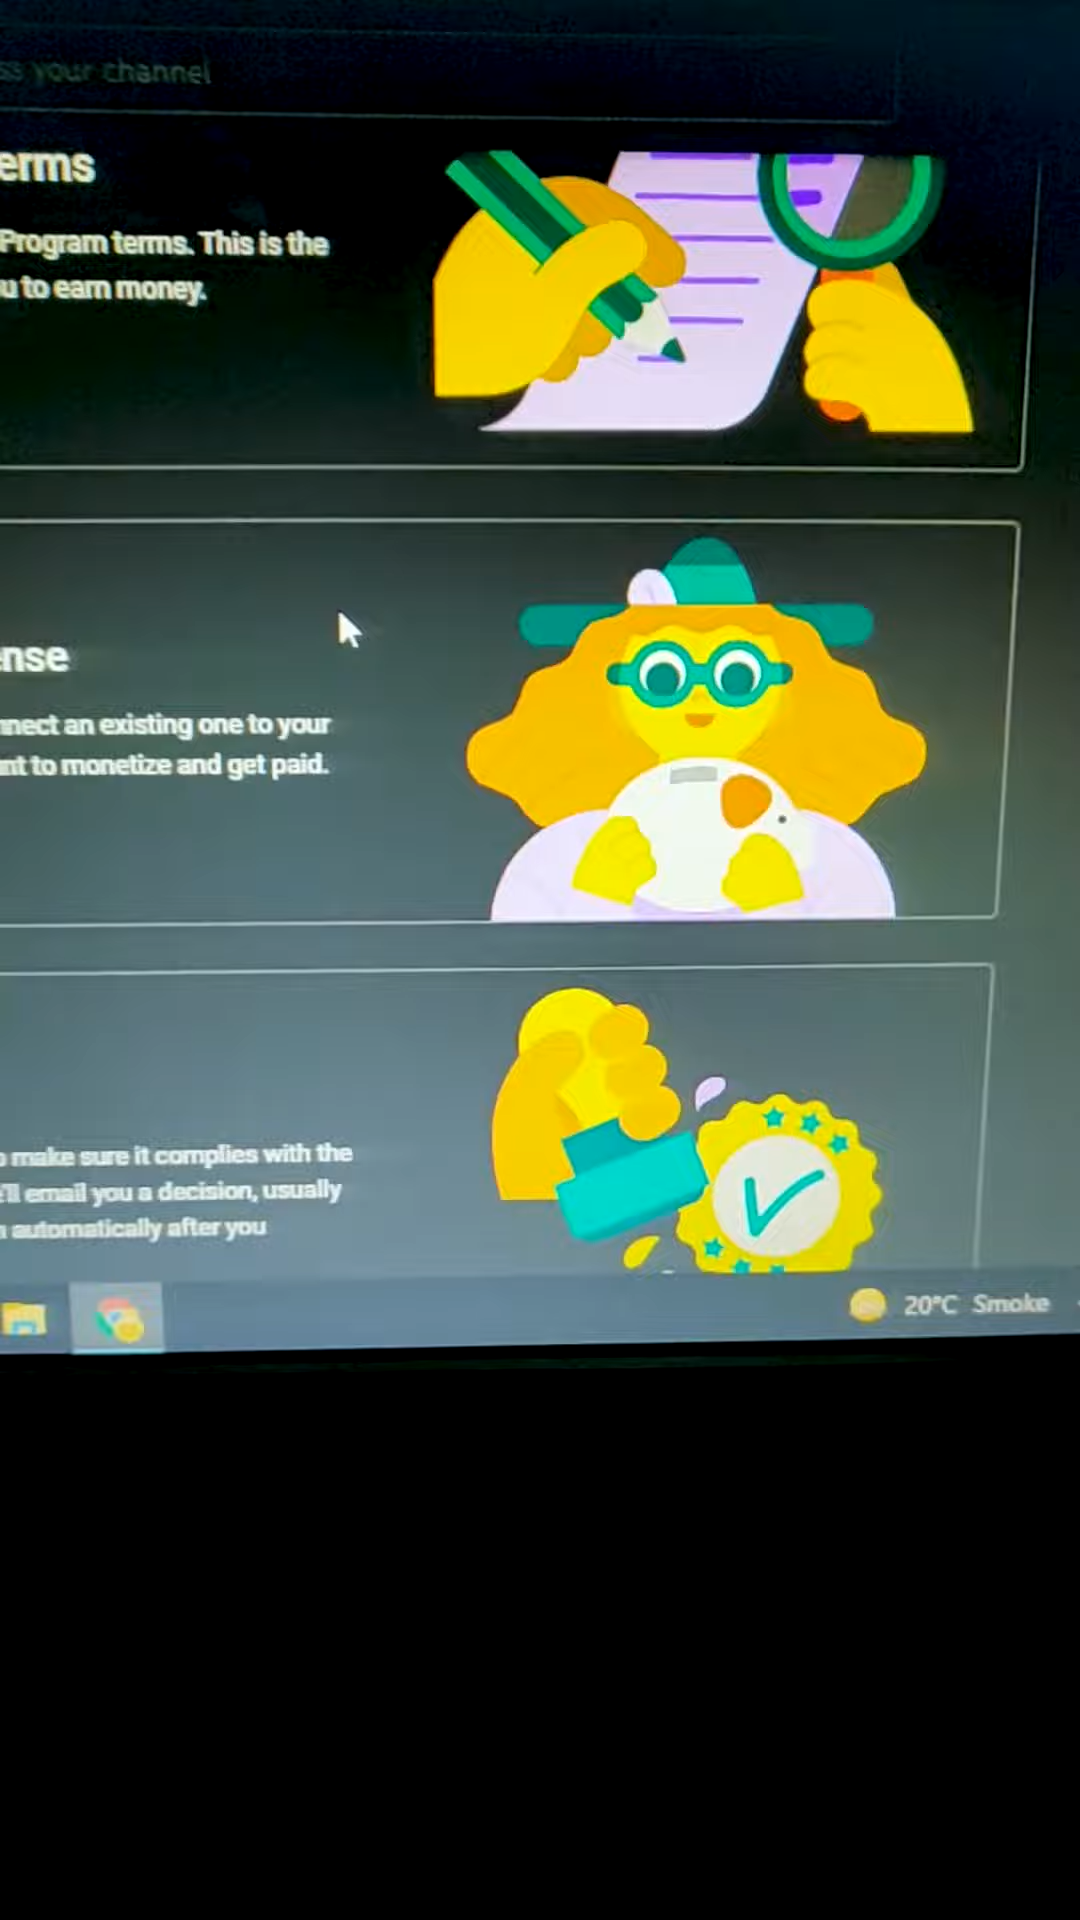 ss your channel
erms
Program terms. This is the
u to earn money.
nse
nnect an existing one to your
nt to monetize and get paid.
o make sure it complies with the
'll email you a decision, usually
n automatically after you
20°C Smoke